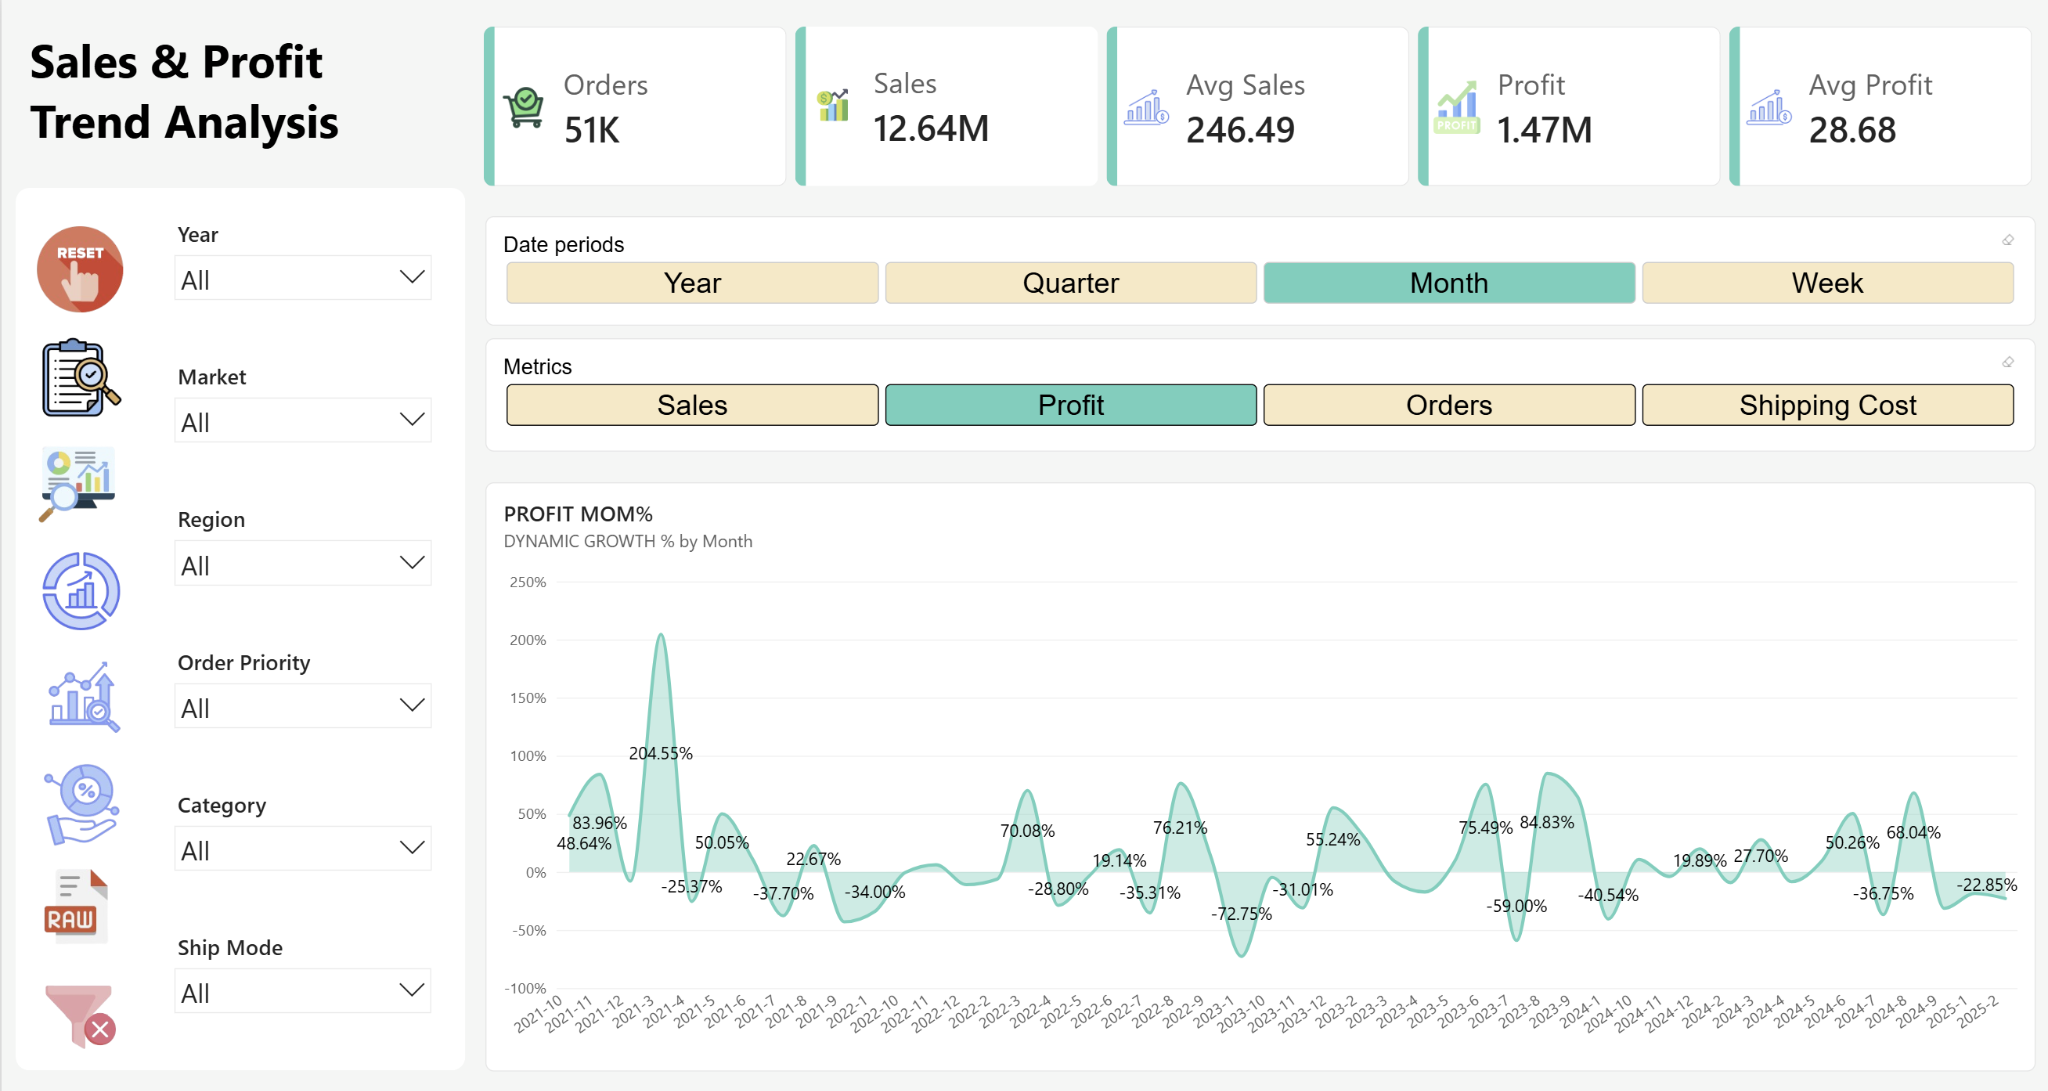 Sales & Profit
Trend Analysis
Orders
51K
Sales
12.64M
Avg Sales
246.49
PROFIT
Profit
1.47M
Avg Profit
28.68
RESET
Year
All
Market
All
Region
All
Order Priority
All
Category
All
RAW
Ship Mode
All
Date periods
Year
Quarter
Month
Week
Metrics
Sales
Profit
Orders
Shipping Cost
PROFIT MOM%
DYNAMIC GROWTH % by Month
250%
200%
150%
100%
50%
0%
-50%
-100%
48.64%
83.96%
204.55%
-25.37%
50.05%
-37.70%
22.67%
-34.00%
70.08%
-28.80%
19.14%
-35.31%
76.21%
-72.75%
-31.01%
55.24%
75.49%
-59.00%
84.83%
-40.54%
19.89%
27.70%
50.26%
-36.75%
68.04%
-22.85%
2021-10
2021-11
2021-12
2021-3
2021-4
2021-5
2021-6
2021-7
2021-8
2021-9
2022-1
2022-10
2022-11
2022-12
2022-2
2022-3
2022-4
2022-5
2022-6
2022-7
2022-8
2022-9
2023-1
2023-10
2023-11
2023-12
2023-2
2023-3
2023-4
2023-5
2023-6
2023-7
2023-8
2023-9
2024-1
2024-10
2024-11
2024-12
2024-2
2024-3
2024-4
2024-5
2024-6
2024-7
2024-8
2024-9
2025-1
2025-2